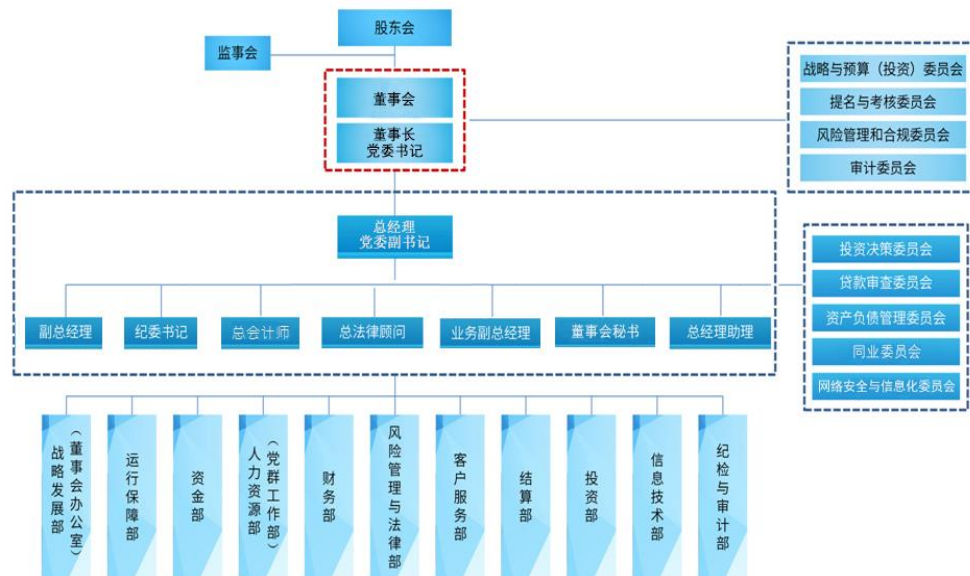 股东会
监事会
董事会
董事长
党委书记
战略与预算（投资）委员会
提名与考核委员会
风险管理和合规委员会
审计委员会
总经理
党委副书记
投资决策委员会
贷款审查委员会
资产负债管理委员会
同业委员会
网络安全与信息化委员会
副总经理
纪委书记
总会计师
总法律顾问
业务副总经理
董事会秘书
总经理助理
战略发展部
（董事会办公室）
运行保障部
资金部
人力资源部
（党群工作部）
财务部
风险管理与法律部
客户服务部
结算部
投资部
信息技术部
纪检与审计部